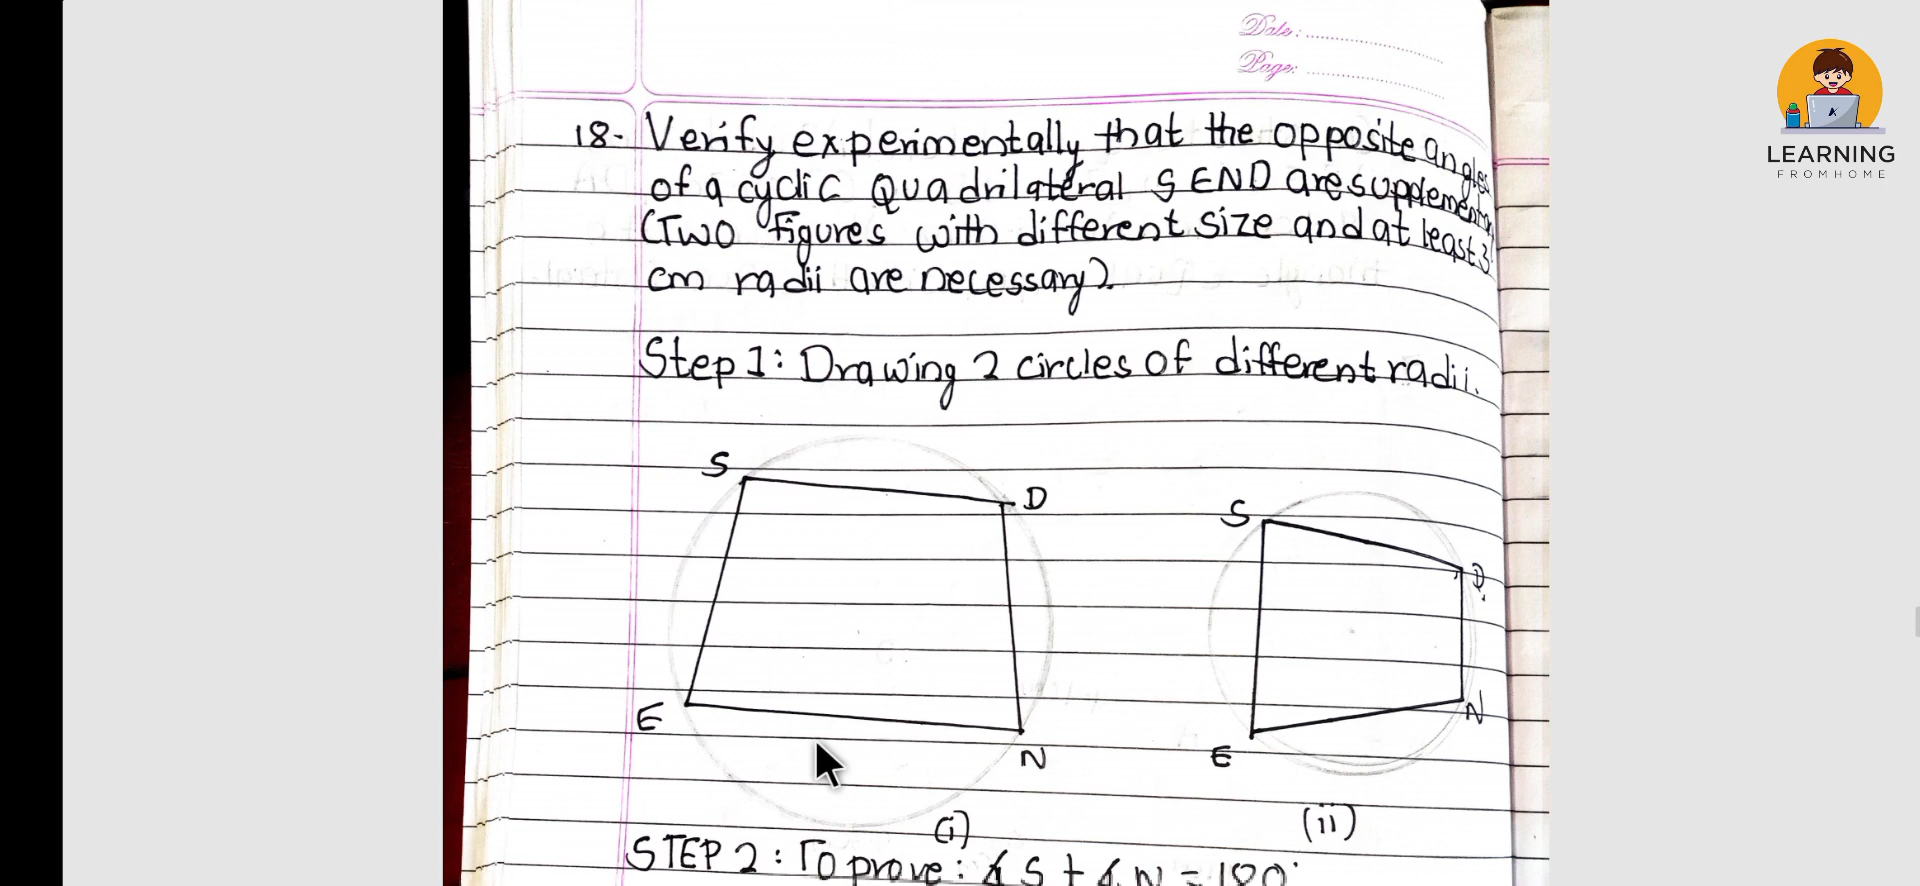 Date:
Page:
LEARNING
FROMHOME
18. Verify experimentally that the opposite angles
of a cyclic Quadrilateral SEND are supplementary
(Two figures with different size and at least 3
cm radii are necessary).
Step 1: Drawing 2 circles of different radii.
S
D
E
N
(i)
S
D
E
N
(ii)
STEP 2: To prove: ∡S + ∡N = 180°